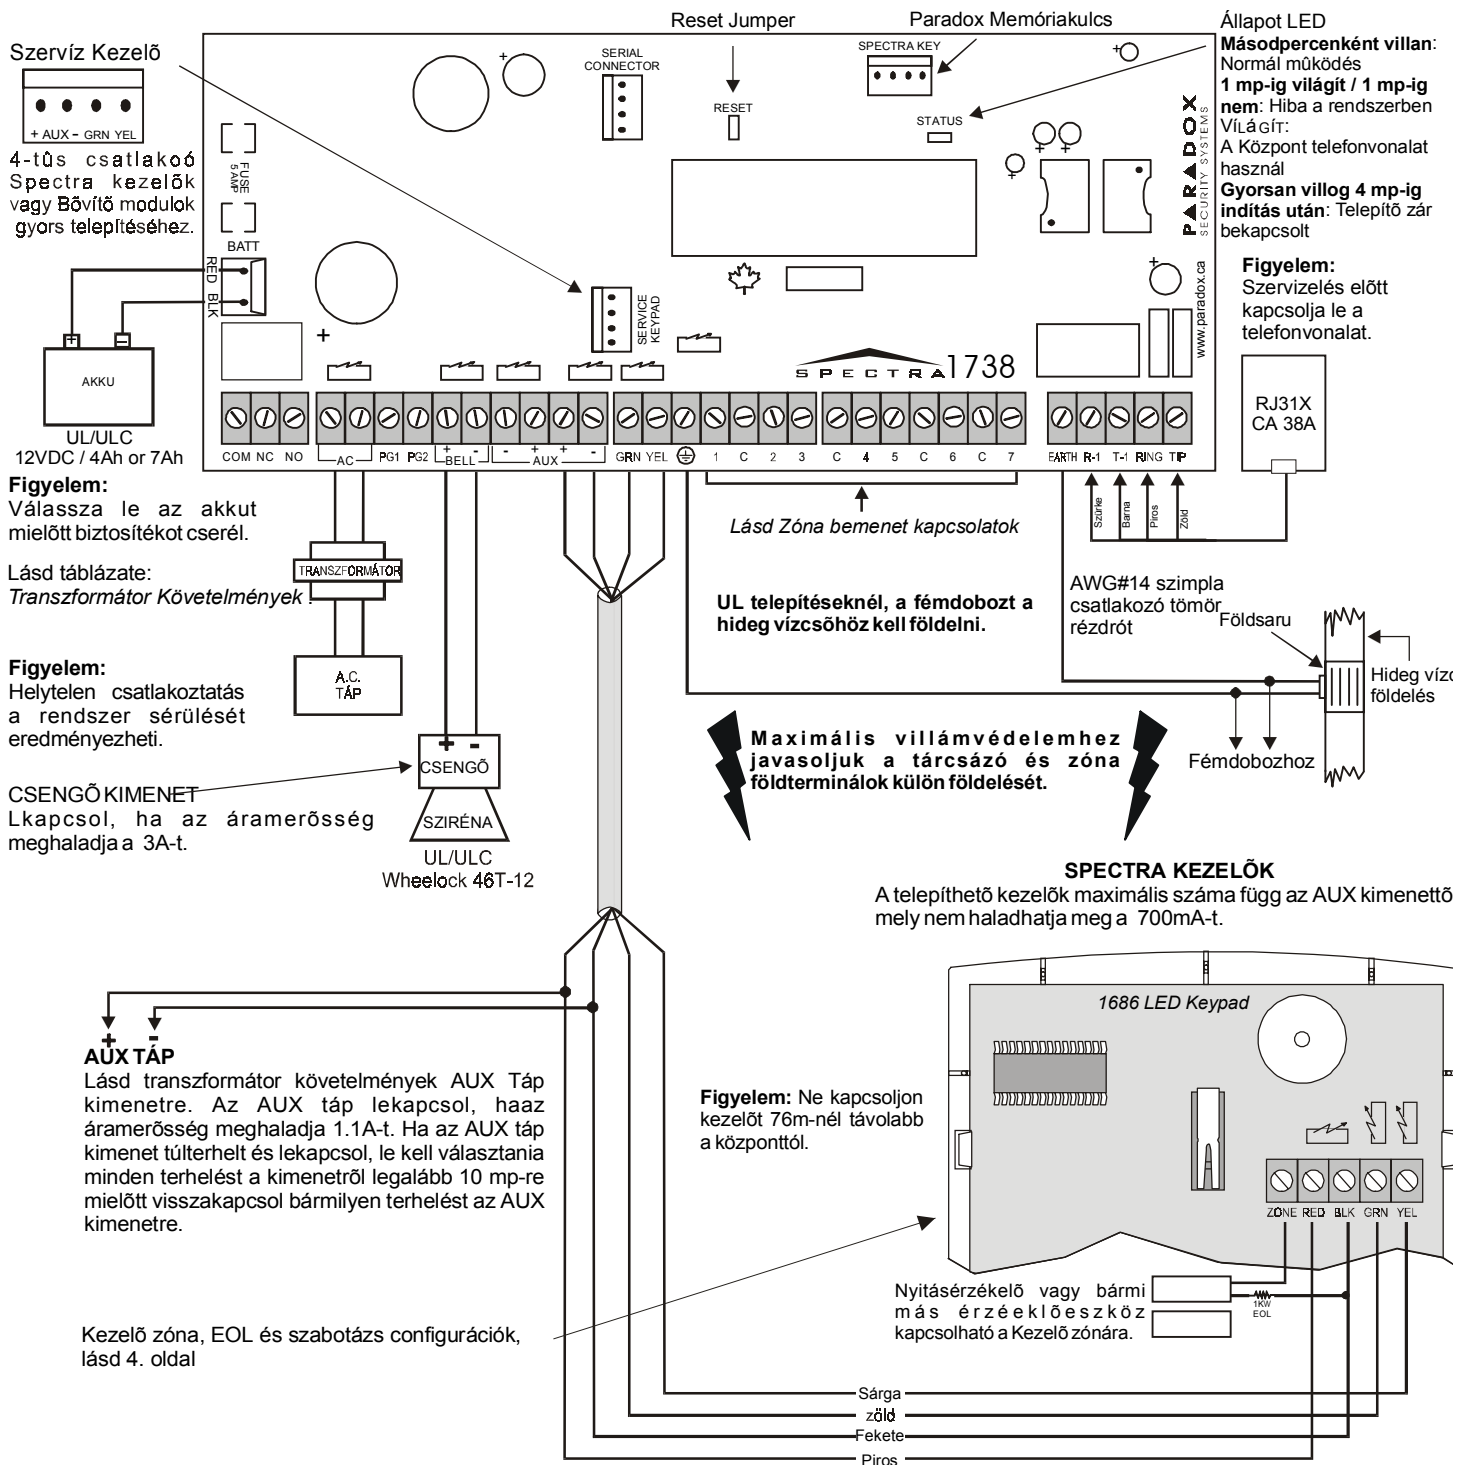 Reset Jumper
Paradox Memóriakulcs
Állapot LED
Másodpercenként villan:
Normál mûködés
1 mp-ig világít / 1 mp-ig
nem: Hiba a rendszerben
VíLáGÍT:
A Központ telefonvonalat
használ
Gyorsan villog 4 mp-ig
indítás után: Telepítõ zár
bekapcsolt
Szervíz Kezelõ
+ AUX - GRN YEL
4-tûs csatlakoó
Spectra kezelõk
vagy Bõvítõ modulok
gyors telepítéséhez.
SERIAL
CONNECTOR
SPECTRA KEY
RESET
STATUS
PARADOX
SECURITY SYSTEMS
www.paradox.ca
FUSE
5 AMP
BATT
RED
BLK
SERVICE
KEYPAD
SPECTRA 1738
Figyelem:
Szervizelés elõtt
kapcsolja le a
telefonvonalat.
+
-
AKKU
UL/ULC
12VDC / 4Ah or 7Ah
RJ31X
CA 38A
COM NC NO
AC
PG1 PG2
+ BELL -
- + AUX + -
GRN YEL
1 C 2 3 C 4 5 C 6 C 7
EARTH R-1 T-1 RING TIP
Szürke
Barna
Piros
Zöld
Figyelem:
Válassza le az akkut
mielõtt biztosítékot cserél.
Lásd táblázate:
Transzformátor Követelmények .
TRANSZFORMÁTOR
A.C.
TÁP
Lásd Zóna bemenet kapcsolatok
UL telepítéseknél, a fémdobozt a
hideg vízcsõhöz kell földelni.
AWG#14 szimpla
csatlakozó tömör
rézdrót
Földsaru
Hideg vízc
földelés
Fémdobozhoz
Figyelem:
Helytelen csatlakoztatás
a rendszer sérülését
eredményezheti.
CSENGÕ KIMENET
Lkapcsol, ha az áramerõsség
meghaladja a 3A-t.
+ -
CSENGÕ
SZIRÉNA
UL/ULC
Wheelock 46T-12
Maximális villámvédelemhez
javasoljuk a tárcsázó és zóna
földterminálok külön földelését.
SPECTRA KEZELÕK
A telepíthetõ kezelõk maximális száma függ az AUX kimenettõ
mely nem haladhatja meg a 700mA-t.
+ -
AUX TÁP
Lásd transzformátor követelmények AUX Táp
kimenetre. Az AUX táp lekapcsol, haaz
áramerõsség meghaladja 1.1A-t. Ha az AUX táp
kimenet túlterhelt és lekapcsol, le kell választania
minden terhelést a kimenetrõl legalább 10 mp-re
mielõtt visszakapcsol bármilyen terhelést az AUX
kimenetre.
1686 LED Keypad
Figyelem: Ne kapcsoljon
kezelõt 76m-nél távolabb
a központtól.
ZONE RED BLK GRN YEL
Nyitásérzékelõ vagy bármi
más érzéeklõeszköz
kapcsolható a Kezelõ zónára.
1KW
EOL
Kezelõ zóna, EOL és szabotázs configurációk,
lásd 4. oldal
Sárga
zöld
Fekete
Piros